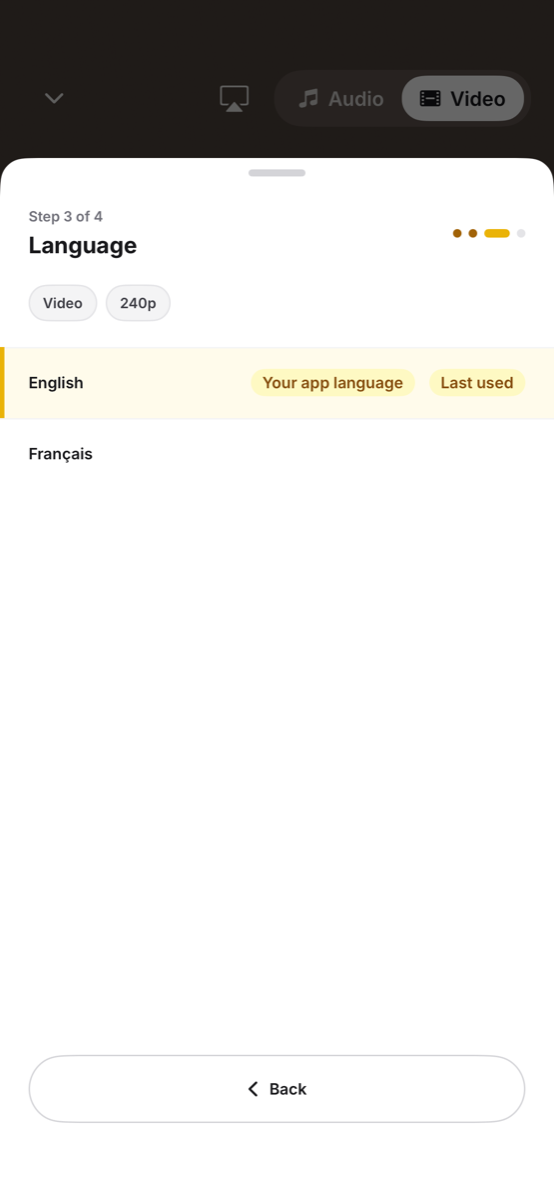 Audio Video
Step 3 of 4
Language
Video 240p
English Your app language Last used
Français
Back